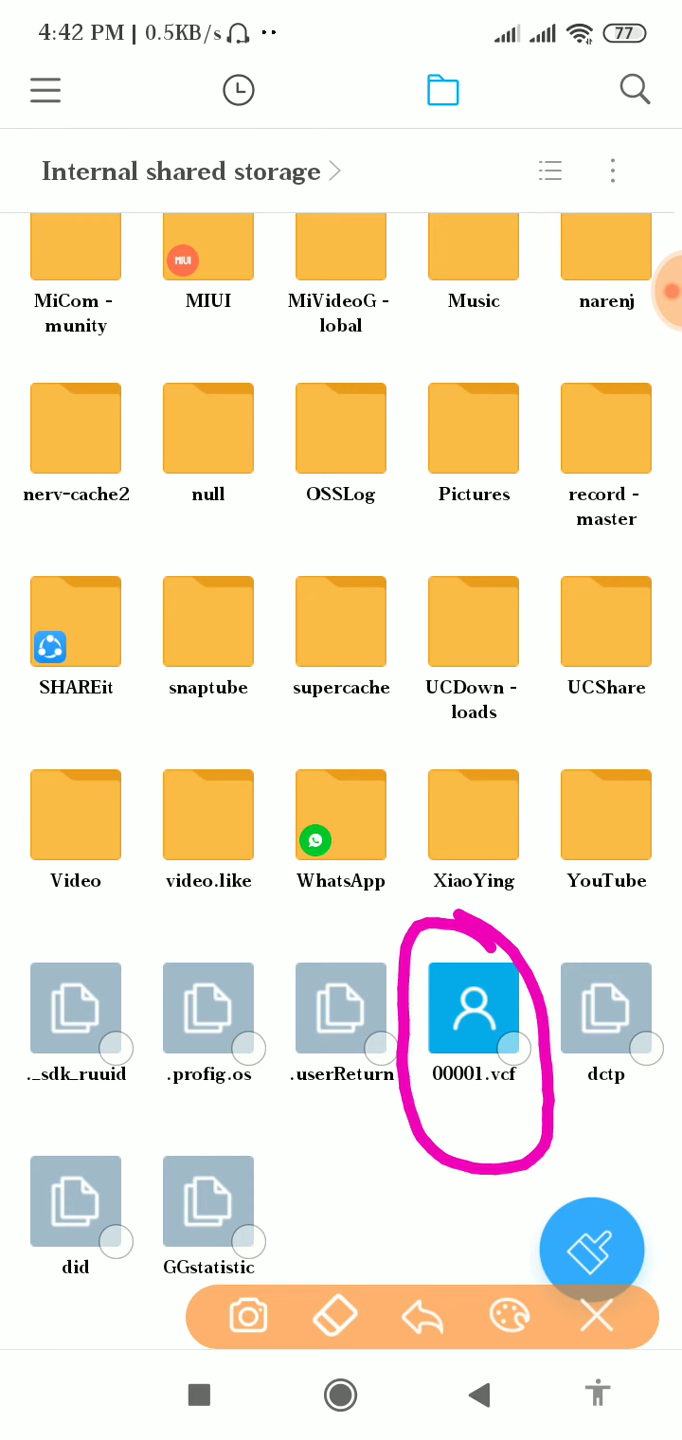 4:42 PM | 0.5KB/s
77
Internal shared storage
MiCom -
munity
MIUI
MIUI
MiVideoG -
lobal
Music
narenj
nerv-cache2
null
OSSLog
Pictures
record -
master
SHAREit
snaptube
supercache
UCDown -
loads
UCShare
Video
video.like
WhatsApp
XiaoYing
YouTube
._sdk_ruuid
.profig.os
.userReturn
00001.vcf
dctp
did
GGstatistic